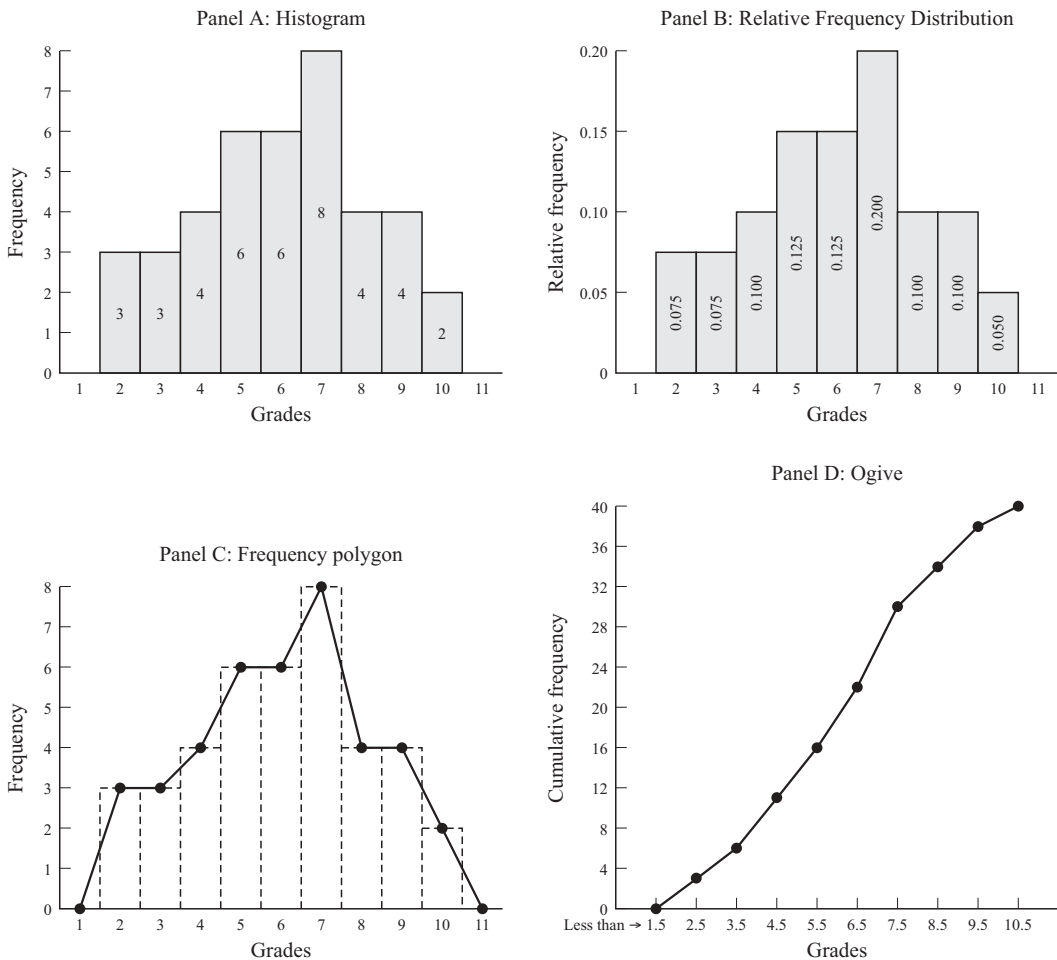 Panel A: Histogram
Frequency
8
7
6
5
4
3
2
1
0
3 3 4 6 6 8 4 4 2
1 2 3 4 5 6 7 8 9 10 11
Grades
Panel B: Relative Frequency Distribution
Relative frequency
0.20
0.15
0.10
0.05
0
0.075 0.075 0.100 0.125 0.125 0.200 0.100 0.100 0.050
1 2 3 4 5 6 7 8 9 10 11
Grades
Panel C: Frequency polygon
Frequency
8
7
6
5
4
3
2
1
0
1 2 3 4 5 6 7 8 9 10 11
Grades
Panel D: Ogive
Cumulative frequency
40
36
32
28
24
20
16
12
8
4
0
Less than → 1.5 2.5 3.5 4.5 5.5 6.5 7.5 8.5 9.5 10.5
Grades